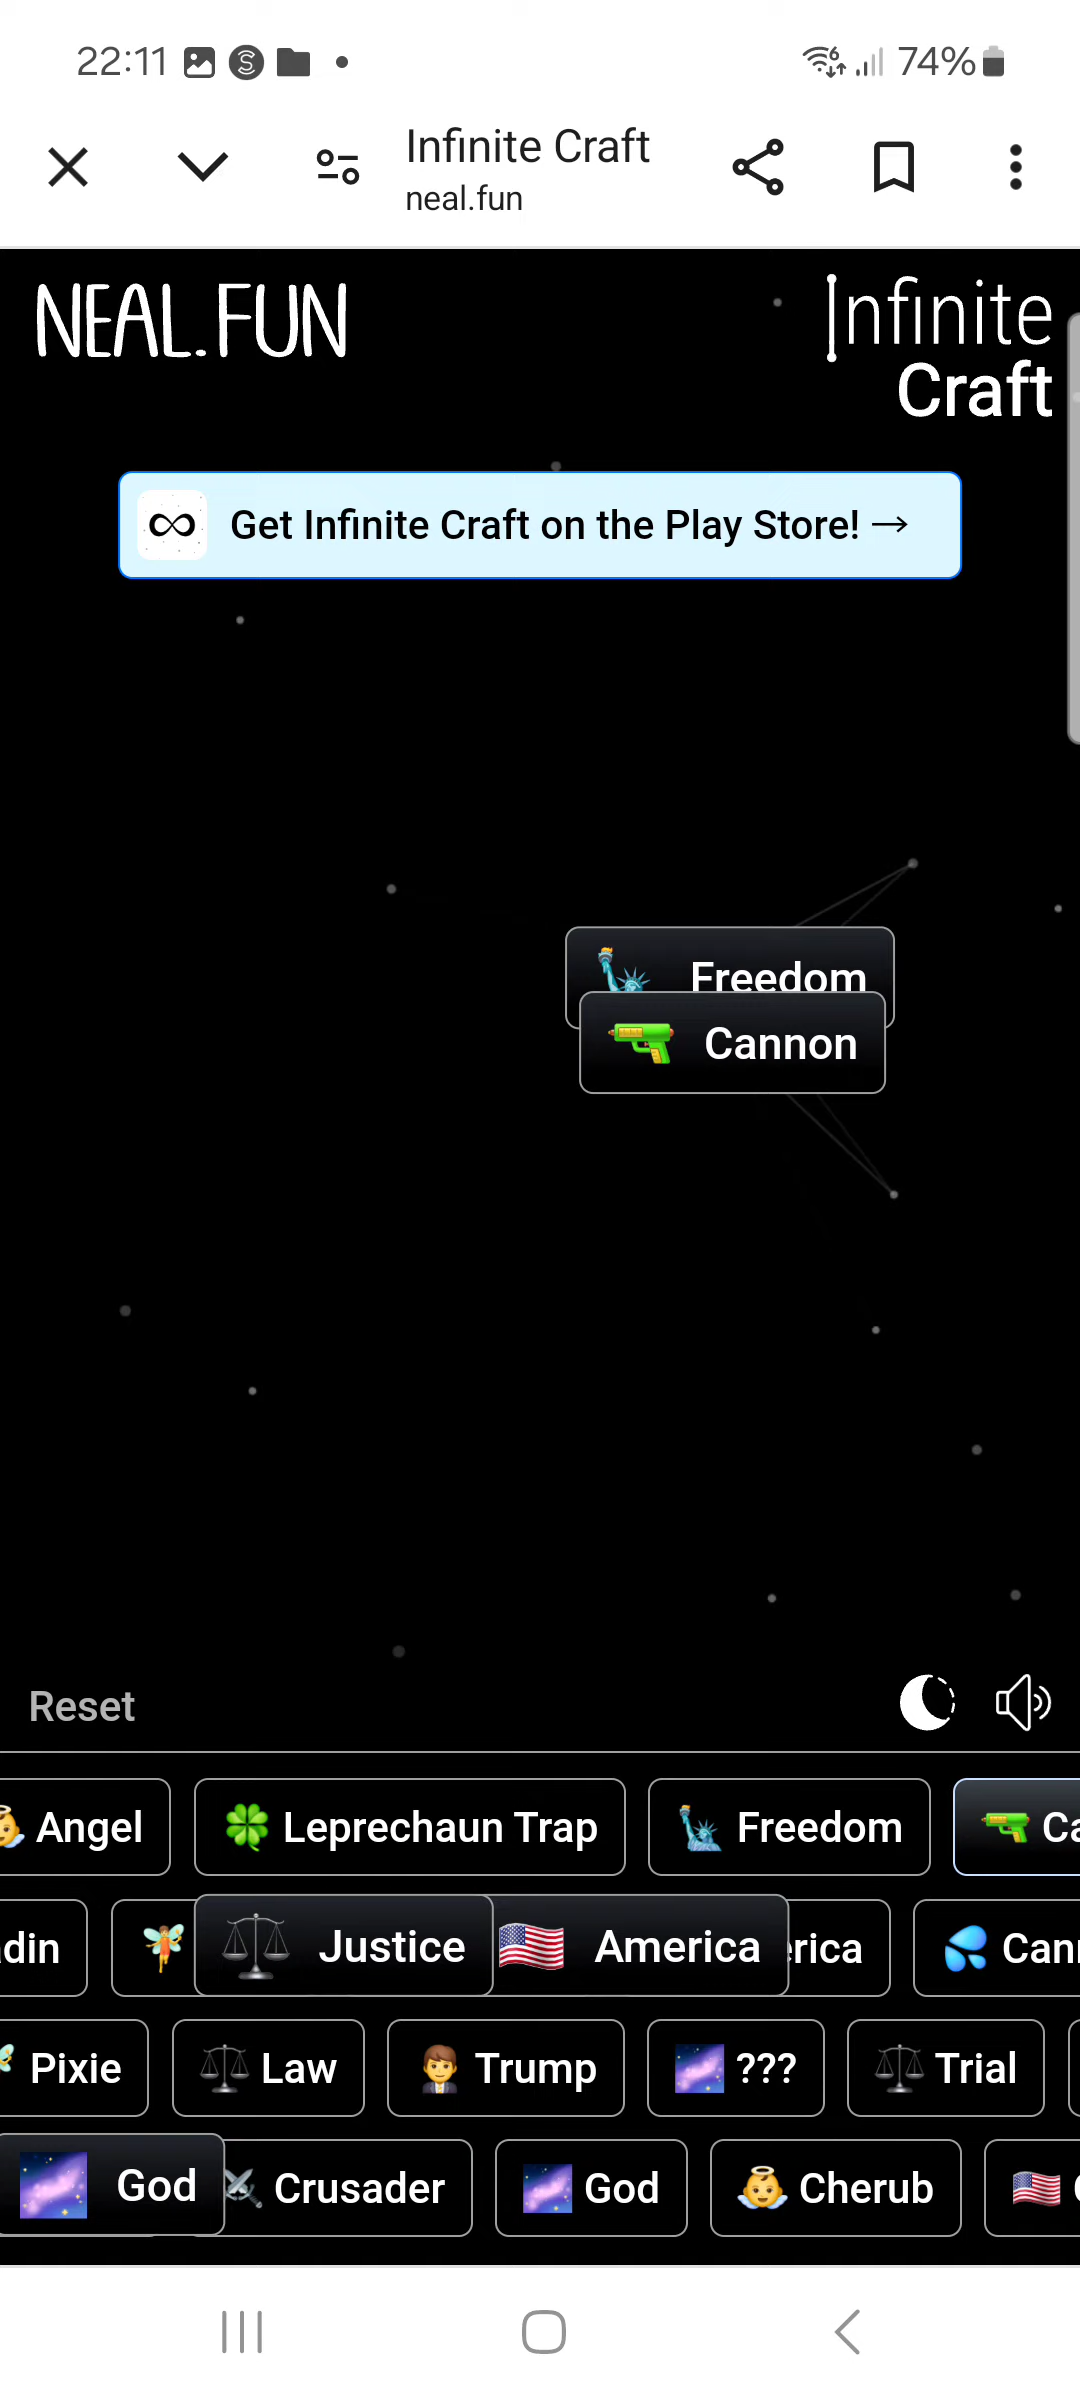 22:11
74%
Infinite Craft
neal.fun
NEAL.FUN
Infinite
Craft
Get Infinite Craft on the Play Store! →
Freedom
Cannon
Reset
Angel Leprechaun Trap Freedom
Justice America
Pixie Law Trump ??? Trial
God Crusader God Cherub